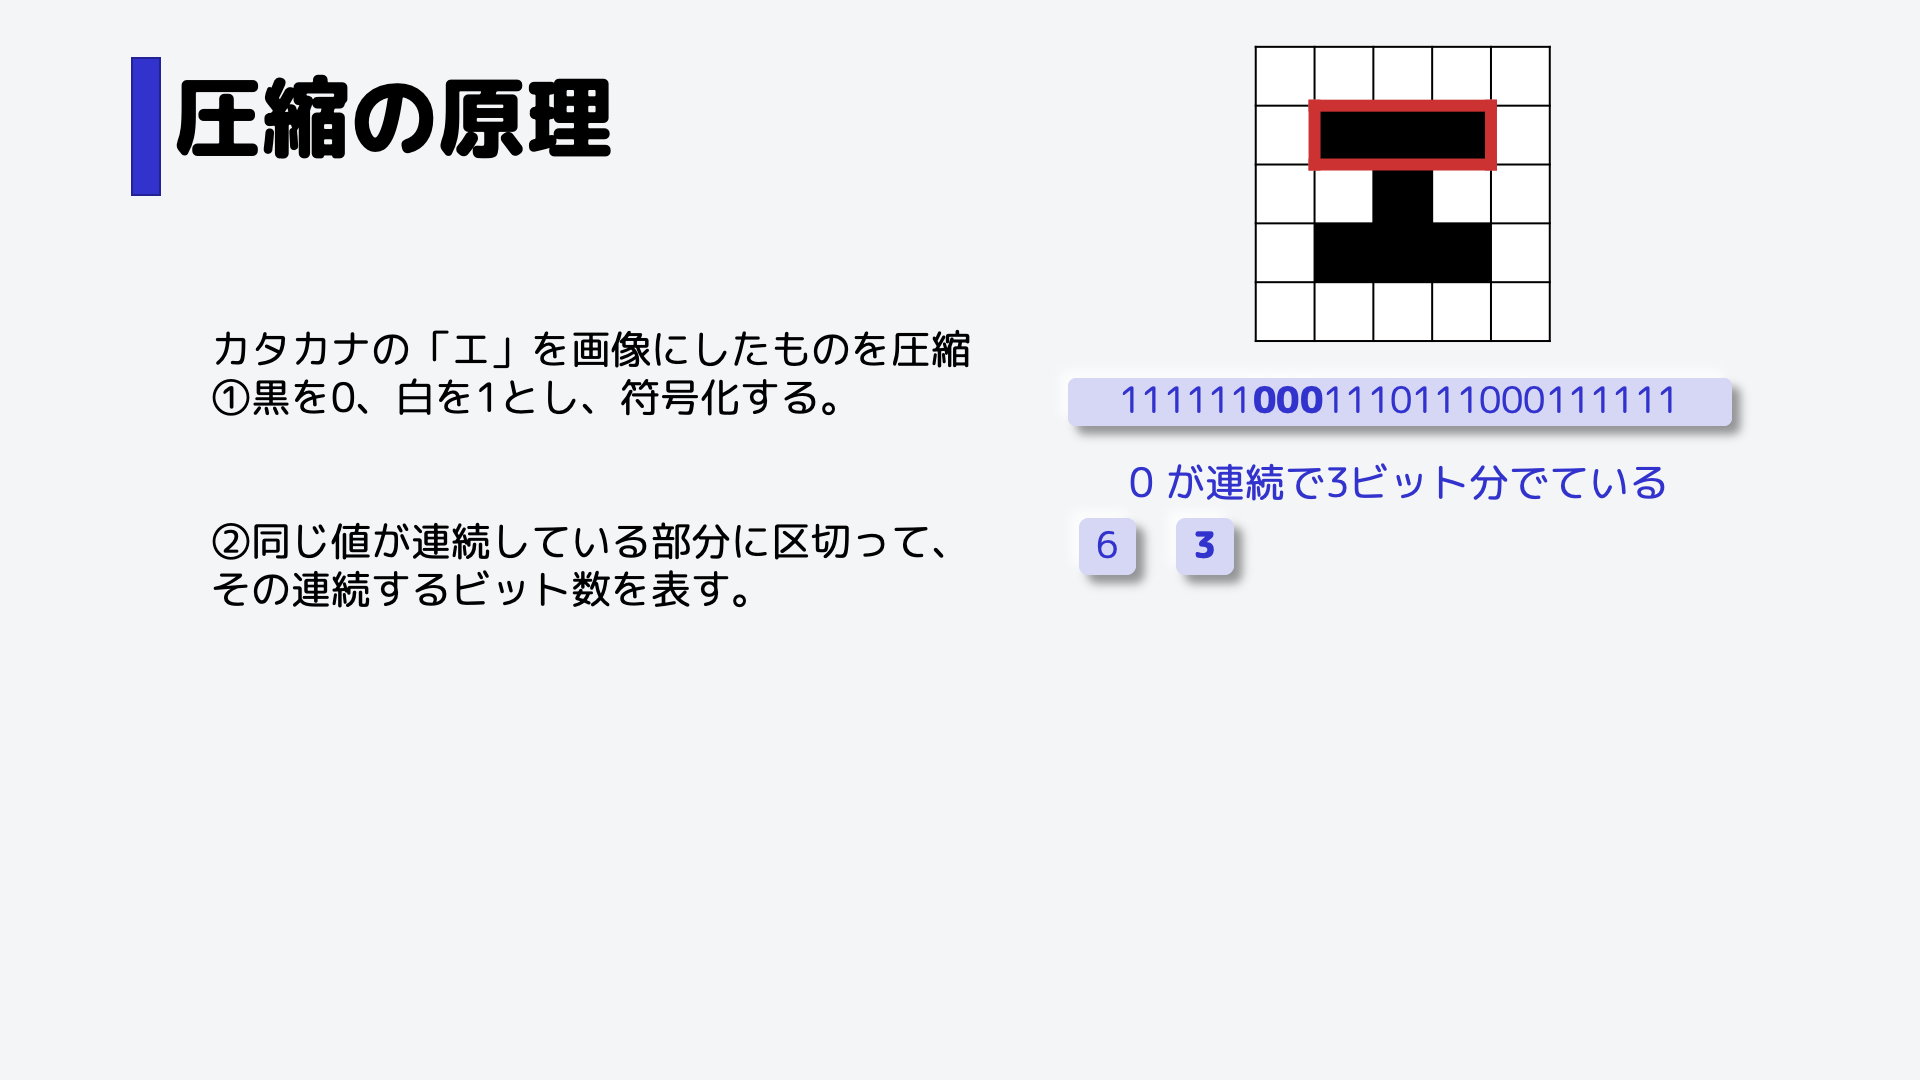 圧縮の原理
カタカナの「エ」を画像にしたものを圧縮
①黒を0、白を1とし、符号化する。
1111110001110111000111111
0 が連続で3ビット分でている
②同じ値が連続している部分に区切って、
その連続するビット数を表す。
6 3